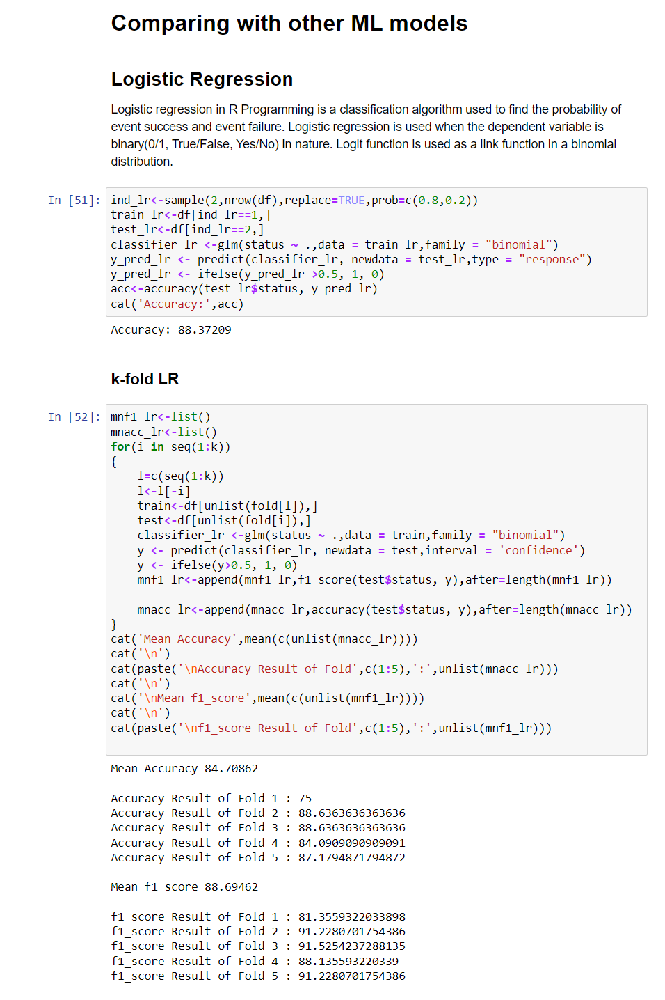 Comparing with other ML models
Logistic Regression
Logistic regression in R Programming is a classification algorithm used to find the probability of
event success and event failure. Logistic regression is used when the dependent variable is
binary(0/1, True/False, Yes/No) in nature. Logit function is used as a link function in a binomial
distribution.
In [51]: ind_lr<-sample(2,nrow(df),replace=TRUE,prob=c(0.8,0.2))
train_lr<-df[ind_lr==1,]
test_lr<-df[ind_lr==2,]
classifier_lr <-glm(status ~ .,data = train_lr,family = "binomial")
y_pred_lr <- predict(classifier_lr, newdata = test_lr,type = "response")
y_pred_lr <- ifelse(y_pred_lr >0.5, 1, 0)
acc<-accuracy(test_lr$status, y_pred_lr)
cat('Accuracy:',acc)
Accuracy: 88.37209
k-fold LR
In [52]: mnf1_lr<-list()
mnacc_lr<-list()
for(i in seq(1:k))
{
    l=c(seq(1:k))
    l<-l[-i]
    train<-df[unlist(fold[l]),]
    test<-df[unlist(fold[i]),]
    classifier_lr <-glm(status ~ .,data = train,family = "binomial")
    y <- predict(classifier_lr, newdata = test,interval = 'confidence')
    y <- ifelse(y>0.5, 1, 0)
    mnf1_lr<-append(mnf1_lr,f1_score(test$status, y),after=length(mnf1_lr))
    mnacc_lr<-append(mnacc_lr,accuracy(test$status, y),after=length(mnacc_lr))
}
cat('Mean Accuracy',mean(c(unlist(mnacc_lr))))
cat('\n')
cat(paste('\nAccuracy Result of Fold',c(1:5),':',unlist(mnacc_lr)))
cat('\n')
cat('\nMean f1_score',mean(c(unlist(mnf1_lr))))
cat('\n')
cat(paste('\nf1_score Result of Fold',c(1:5),':',unlist(mnf1_lr)))
Mean Accuracy 84.70862
Accuracy Result of Fold 1 : 75
Accuracy Result of Fold 2 : 88.6363636363636
Accuracy Result of Fold 3 : 88.6363636363636
Accuracy Result of Fold 4 : 84.0909090909091
Accuracy Result of Fold 5 : 87.1794871794872
Mean f1_score 88.69462
f1_score Result of Fold 1 : 81.3559322033898
f1_score Result of Fold 2 : 91.2280701754386
f1_score Result of Fold 3 : 91.5254237288135
f1_score Result of Fold 4 : 88.135593220339
f1_score Result of Fold 5 : 91.2280701754386